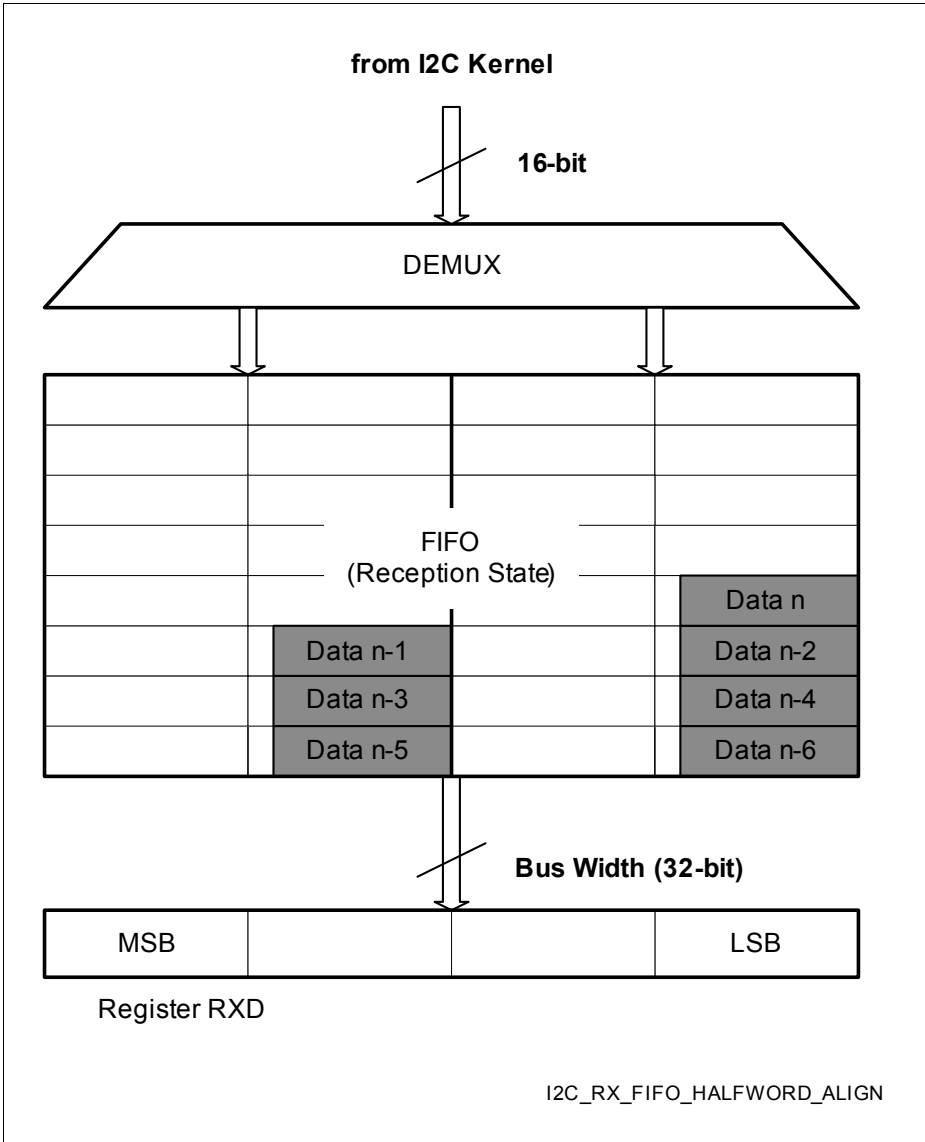 from I2C Kernel
16-bit
DEMUX
FIFO
(Reception State)
Data n
Data n-1
Data n-2
Data n-3
Data n-4
Data n-5
Data n-6
Bus Width (32-bit)
MSB
LSB
Register RXD
I2C_RX_FIFO_HALFWORD_ALIGN